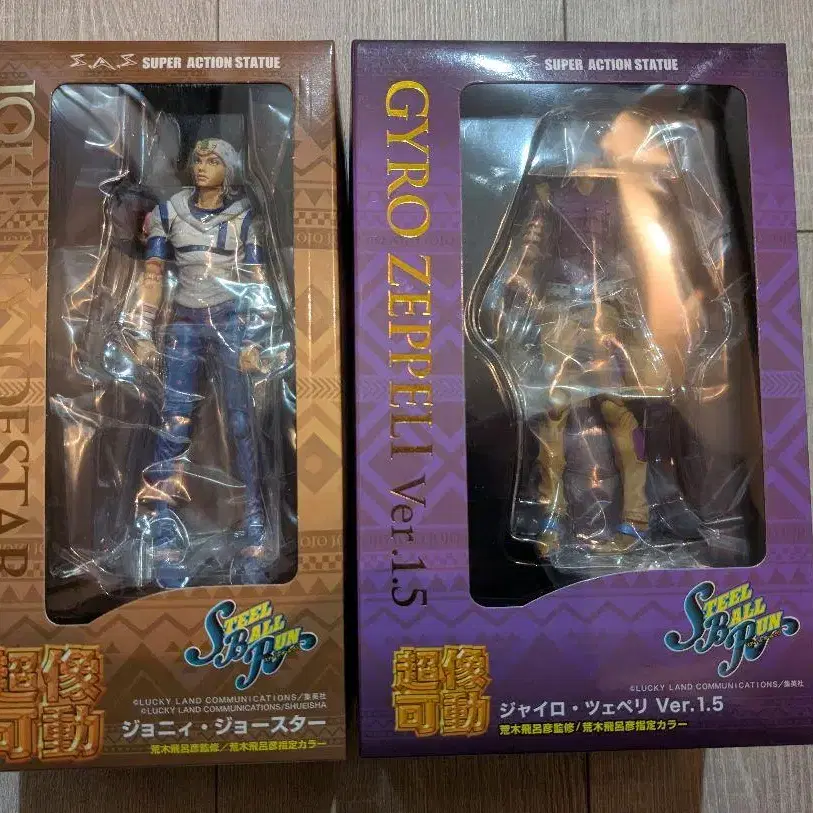 S.A.S SUPER ACTION STATUE
STEEL
BALL
RUN
超像
可動
©LUCKY LAND COMMUNICATIONS/集英社
©LUCKY LAND COMMUNICATIONS/SHUEISHA
ジョニィ・ジョースター
荒木飛呂彦監修/荒木飛呂彦指定カラー
SUPER ACTION STATUE
GYRO ZEPPELI Ver.1.5
STEEL
BALL
RUN
超像
可動
©LUCKY LAND COMMUNICATIONS/集英社
ジャイロ・ツェペリ Ver.1.5
荒木飛呂彦監修/荒木飛呂彦指定カラー